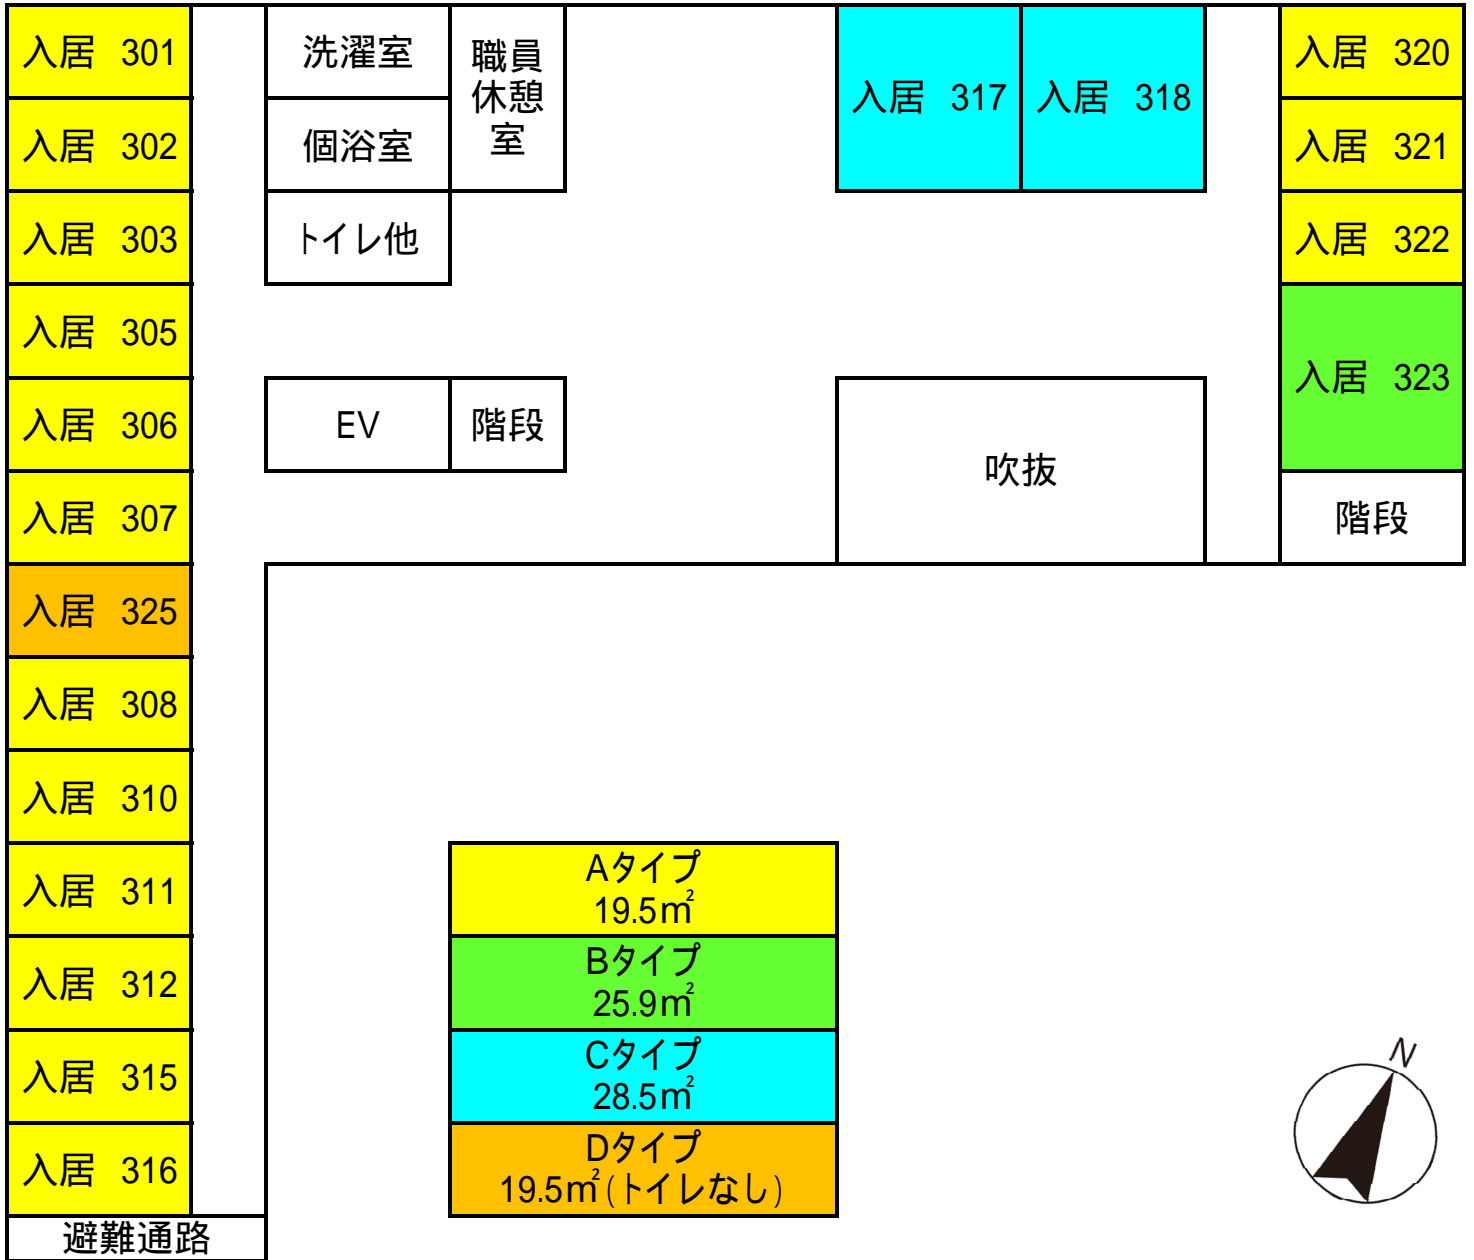 入居 301
入居 302
入居 303
入居 305
入居 306
入居 307
入居 325
入居 308
入居 310
入居 311
入居 312
入居 315
入居 316
避難通路
洗濯室
個浴室
トイレ他
職員
休憩
室
EV
階段
入居 317
入居 318
吹抜
入居 320
入居 321
入居 322
入居 323
階段
Aタイプ
19.5㎡
Bタイプ
25.9㎡
Cタイプ
28.5㎡
Dタイプ
19.5㎡(トイレなし)
N